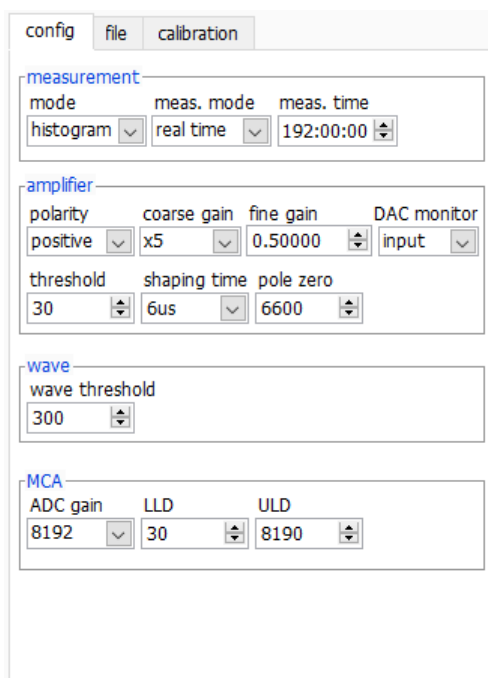 config file calibration
measurement
mode meas. mode meas. time
histogram real time 192:00:00
amplifier
polarity coarse gain fine gain DAC monitor
positive x5 0.50000 input
threshold shaping time pole zero
30 6us 6600
wave
wave threshold
300
MCA
ADC gain LLD ULD
8192 30 8190